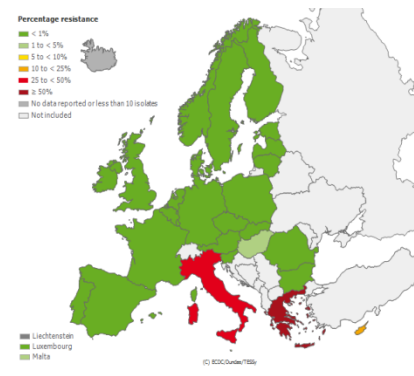 Percentage resistance
< 1%
1 to < 5%
5 to < 10%
10 to < 25%
25 to < 50%
≥ 50%
No data reported or less than 10 isolates
Not included
Liechtenstein
Luxembourg
Malta
(C) ECDC/Dundas/TESSy